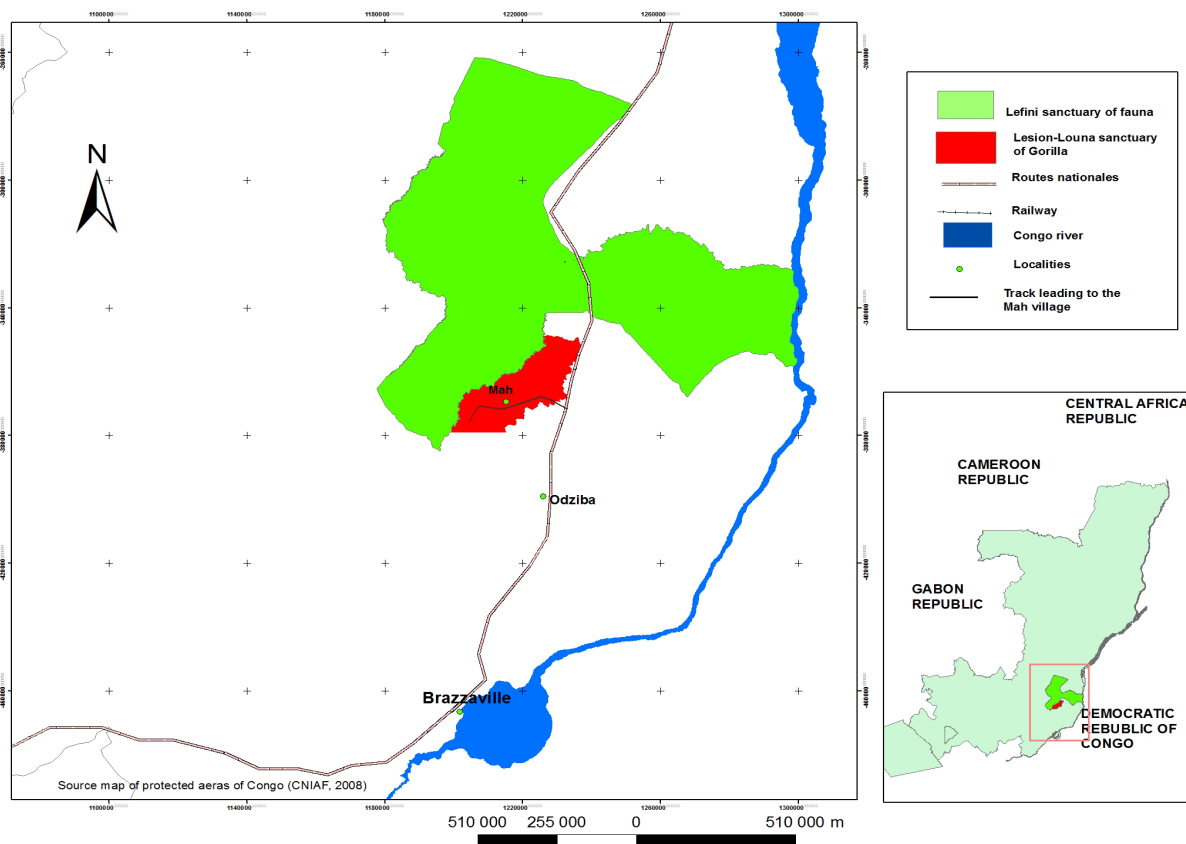 1100000 1140000 1180000 1220000 1260000 1300000
N
Mah
Odziba
Brazzaville
Source map of protected aeras of Congo (CNIAF, 2008)
1100000 1140000 1180000 1220000 1260000 1300000
510 000 255 000 0 510 000 m
Lefini sanctuary of fauna
Lesion-Louna sanctuary
of Gorilla
Routes nationales
Railway
Congo river
Localities
Track leading to the
Mah village
CENTRAL AFRICA
REPUBLIC
CAMEROON
REPUBLIC
GABON
REPUBLIC
DEMOCRATIC
REBUBLIC OF
CONGO